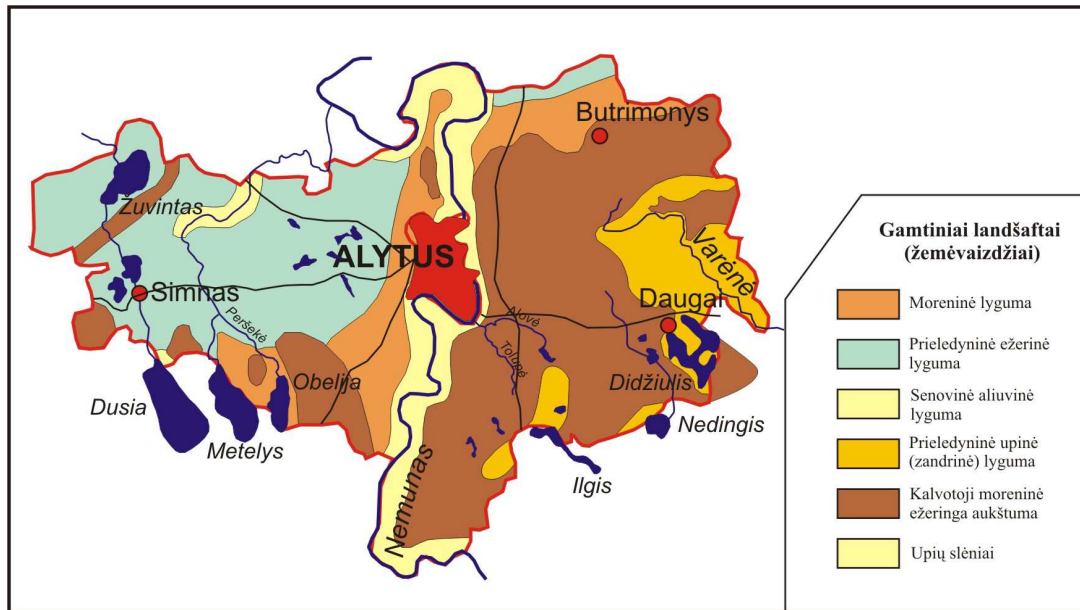 Butrimonys
Žuvintas
Varėnė
ALYTUS
Simnas
Daugai
Peršekė
Alovė
Tolupė
Obelija
Didžiulis
Dusia
Metelys
Nedingis
Ilgis
Nemunas
Gamtiniai landšaftai
(žemėvaizdžiai)
Moreninė lyguma
Prieledyninė ežerinė
lyguma
Senovinė aliuvinė
lyguma
Prieledyninė upinė
(zandrinė) lyguma
Kalvotoji moreninė
ežeringa aukštuma
Upių slėniai